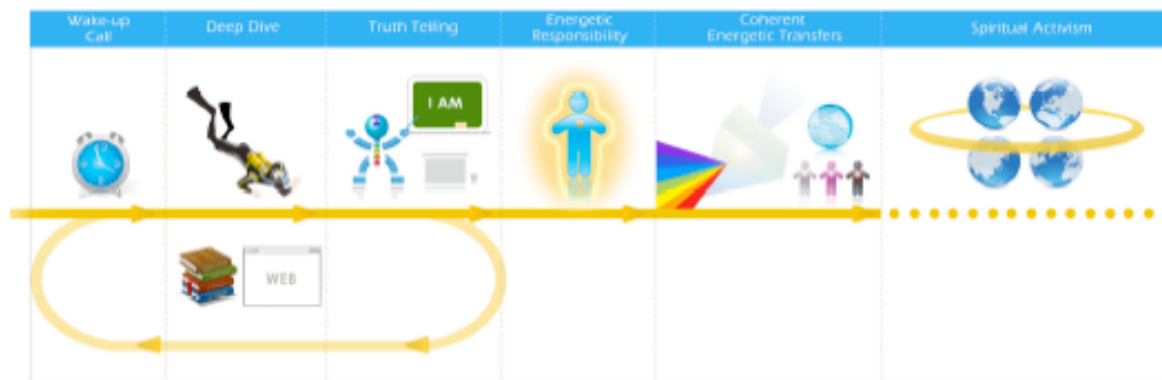 Wake-up
Call
Deep Dive
Truth Telling
Energetic
Responsibility
Coherent
Energetic Transfers
Spiritual Activism
I AM
WEB